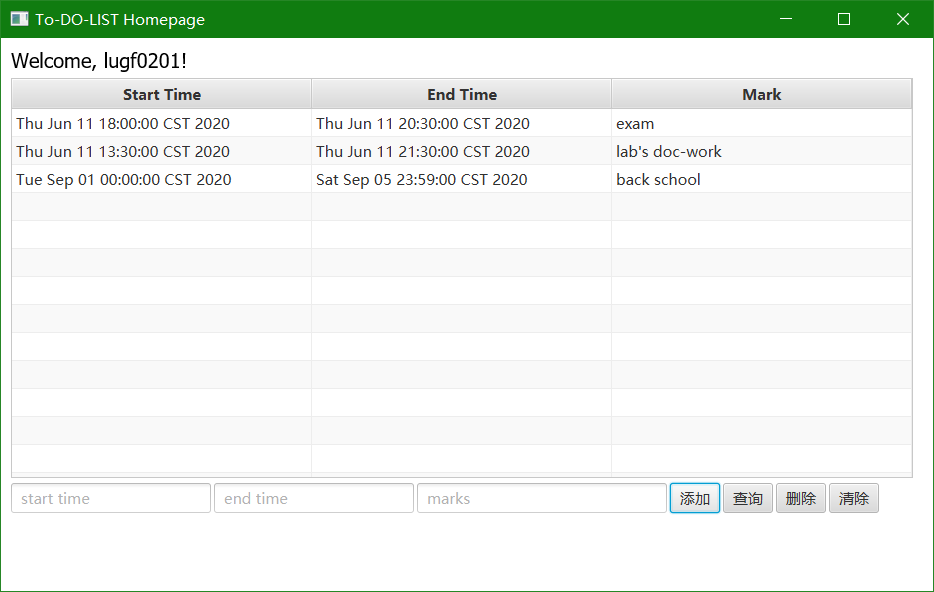 To-DO-LIST Homepage
Welcome, lugf0201!
Start Time End Time Mark
Thu Jun 11 18:00:00 CST 2020 Thu Jun 11 20:30:00 CST 2020 exam
Thu Jun 11 13:30:00 CST 2020 Thu Jun 11 21:30:00 CST 2020 lab's doc-work
Tue Sep 01 00:00:00 CST 2020 Sat Sep 05 23:59:00 CST 2020 back school
start time end time marks 添加 查询 删除 清除